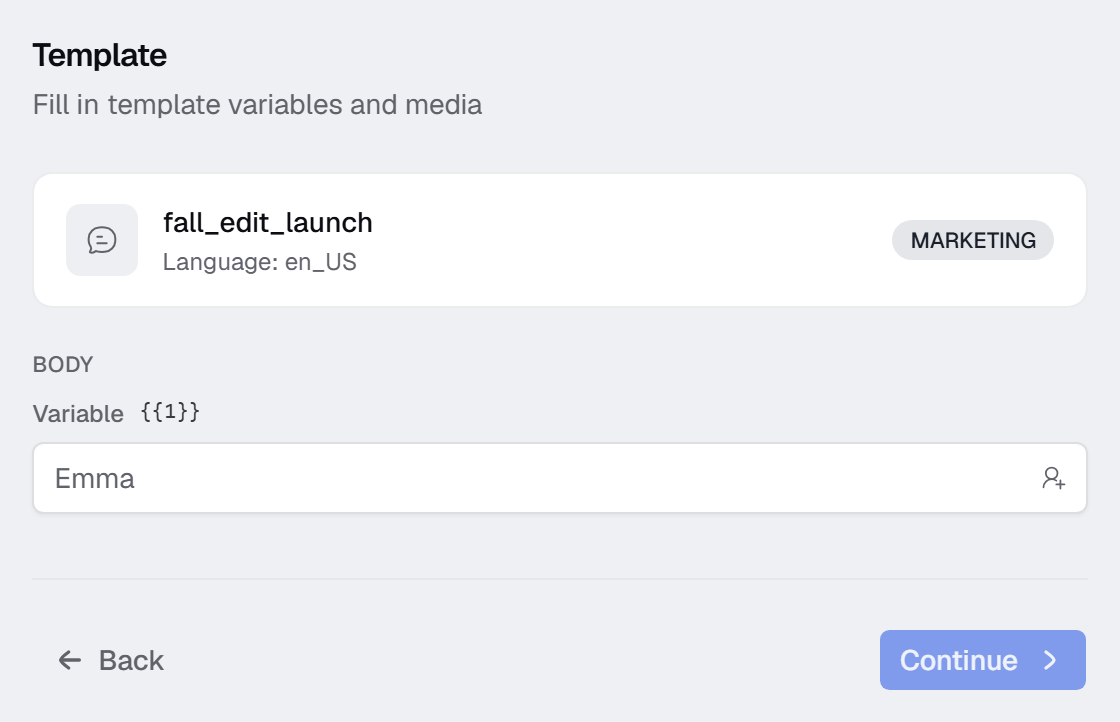 Template
Fill in template variables and media
fall_edit_launch
Language: en_US
MARKETING
BODY
Variable {{1}}
Emma
Back
Continue